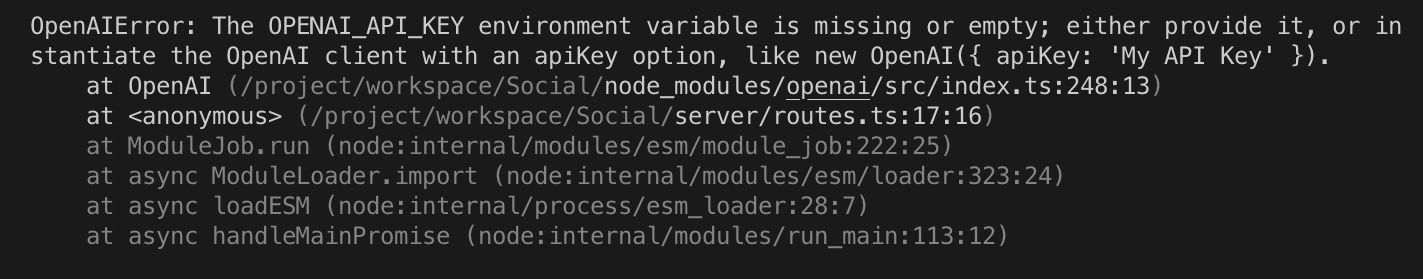 OpenAIError: The OPENAI_API_KEY environment variable is missing or empty; either provide it, or in
stantiate the OpenAI client with an apiKey option, like new OpenAI({ apiKey: 'My API Key' }).
    at OpenAI (/project/workspace/Social/node_modules/openai/src/index.ts:248:13)
    at <anonymous> (/project/workspace/Social/server/routes.ts:17:16)
    at ModuleJob.run (node:internal/modules/esm/module_job:222:25)
    at async ModuleLoader.import (node:internal/modules/esm/loader:323:24)
    at async loadESM (node:internal/process/esm_loader:28:7)
    at async handleMainPromise (node:internal/modules/run_main:113:12)